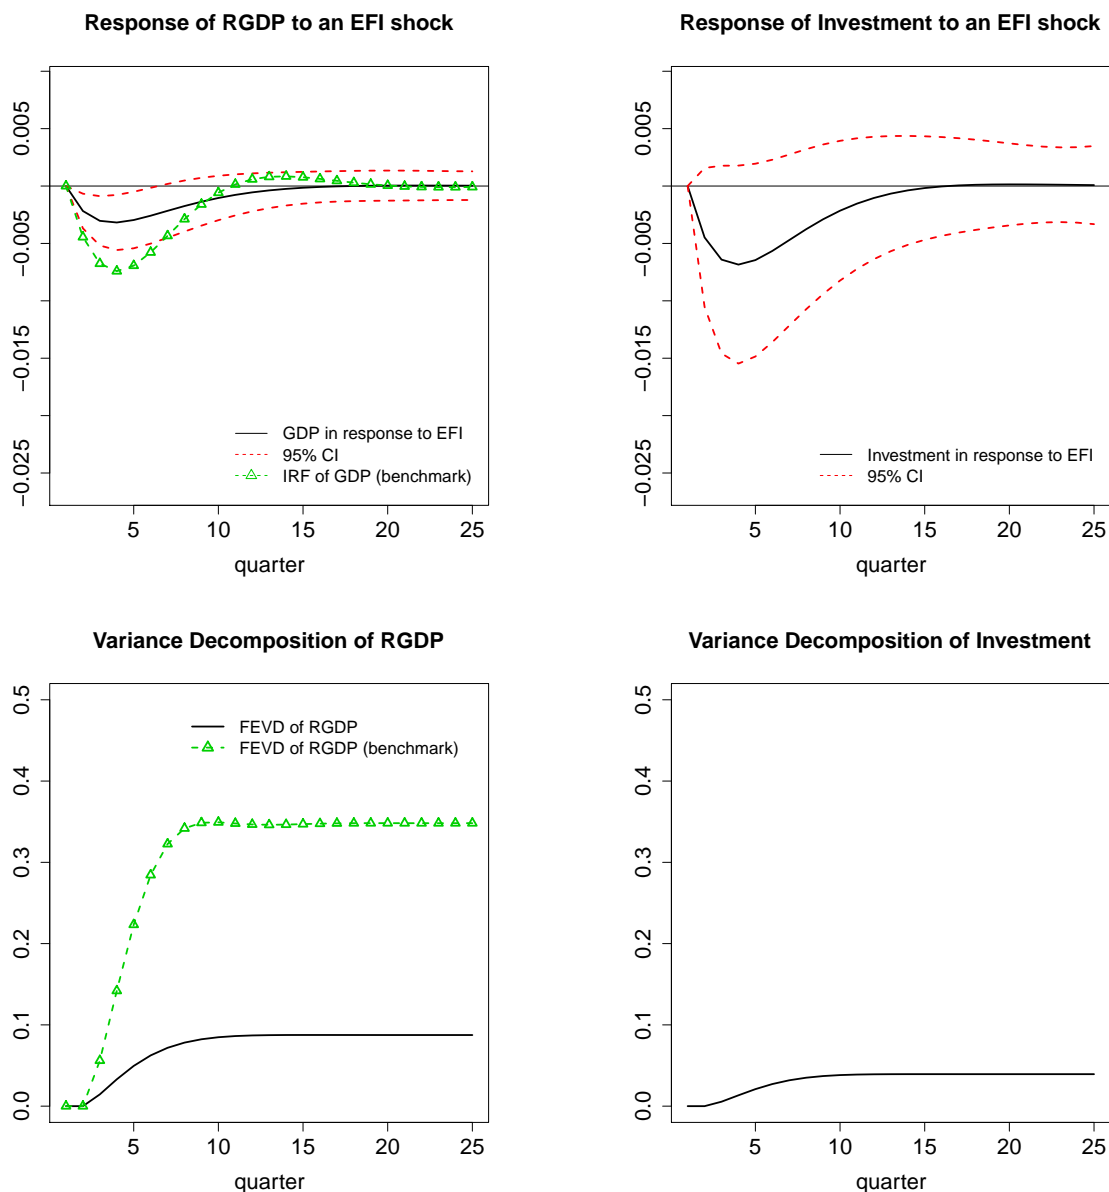 Response of RGDP to an EFI shock
0.005
−0.005
−0.015
−0.025
GDP in response to EFI
95% CI
IRF of GDP (benchmark)
5 10 15 20 25
quarter
Response of Investment to an EFI shock
0.005
−0.005
−0.015
−0.025
Investment in response to EFI
95% CI
5 10 15 20 25
quarter
Variance Decomposition of RGDP
0.5
0.4
0.3
0.2
0.1
0.0
FEVD of RGDP
FEVD of RGDP (benchmark)
5 10 15 20 25
quarter
Variance Decomposition of Investment
0.5
0.4
0.3
0.2
0.1
0.0
5 10 15 20 25
quarter